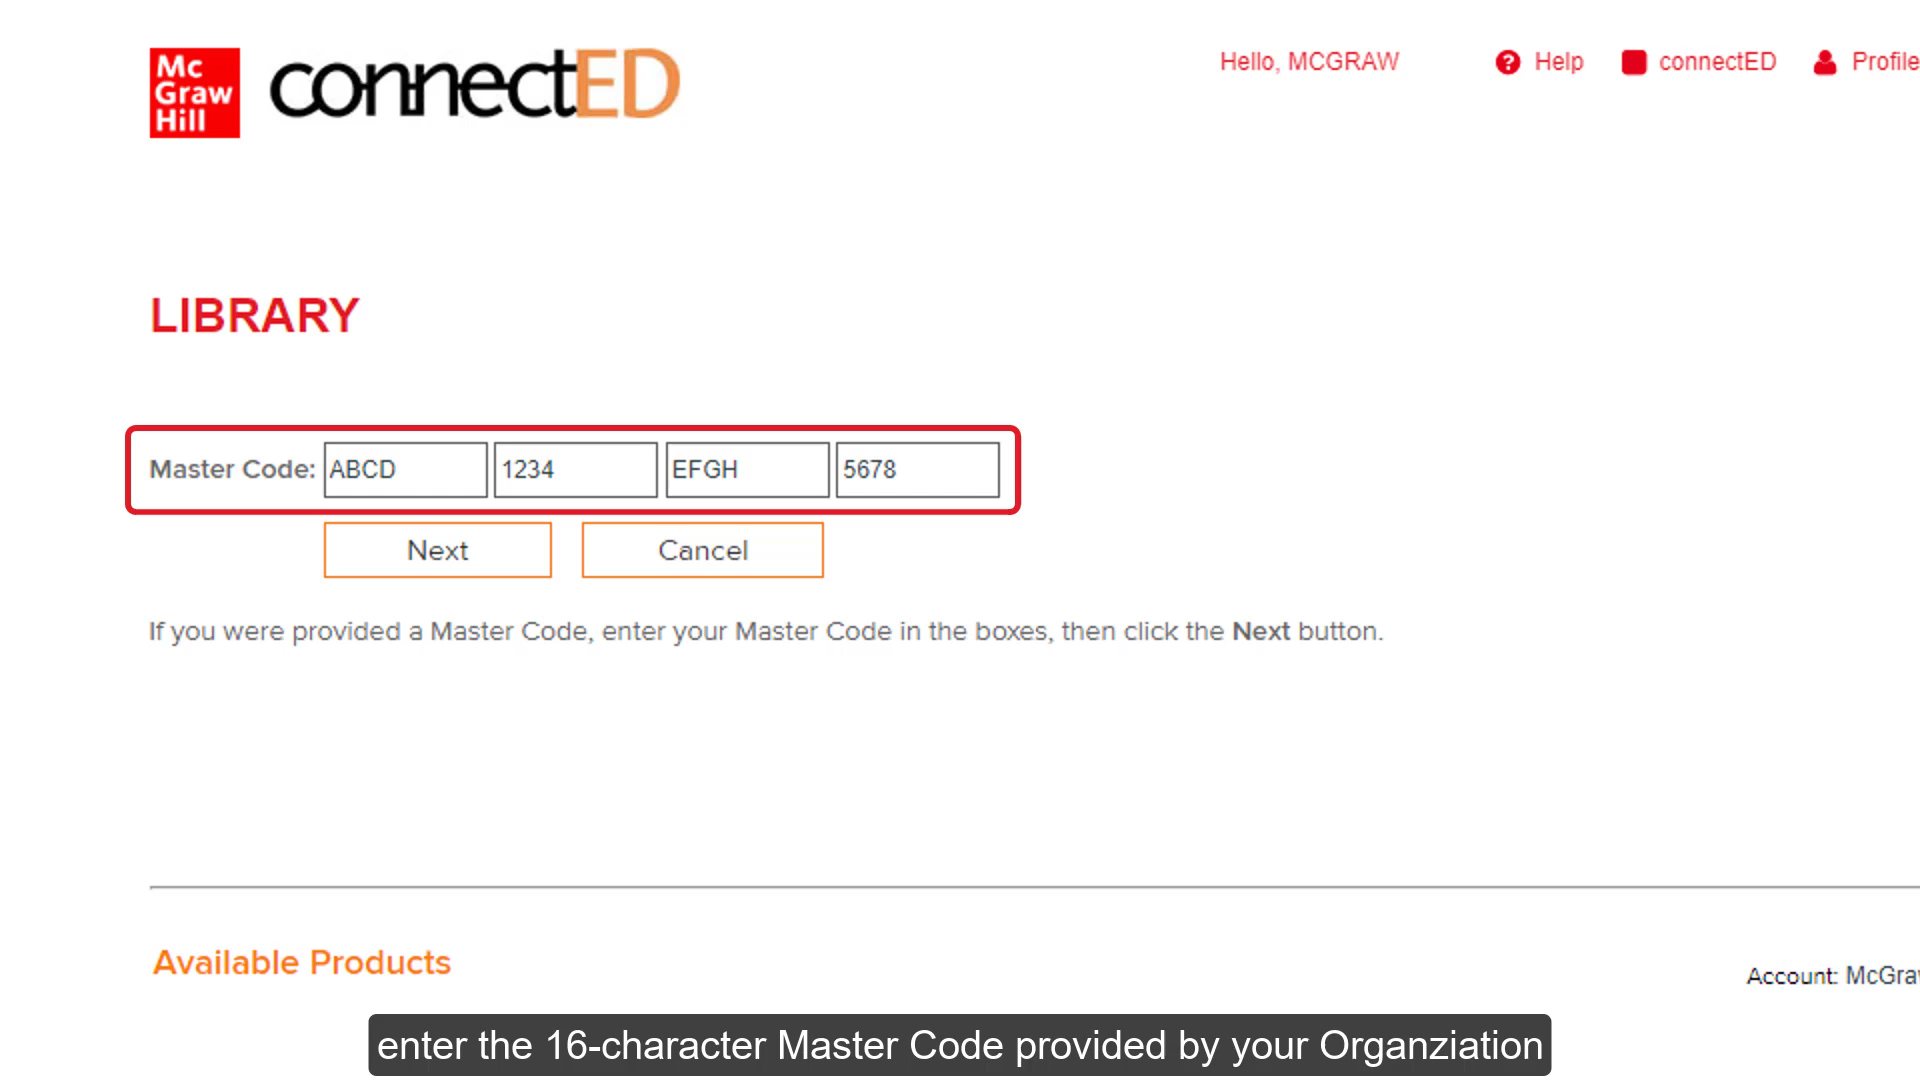 Mc
Graw
Hill
connectED
Hello, MCGRAW
Help
connectED
Profile
LIBRARY
Master Code: ABCD 1234 EFGH 5678
Next Cancel
If you were provided a Master Code, enter your Master Code in the boxes, then click the Next button.
Available Products
Account: McGra
enter the 16-character Master Code provided by your Organziation